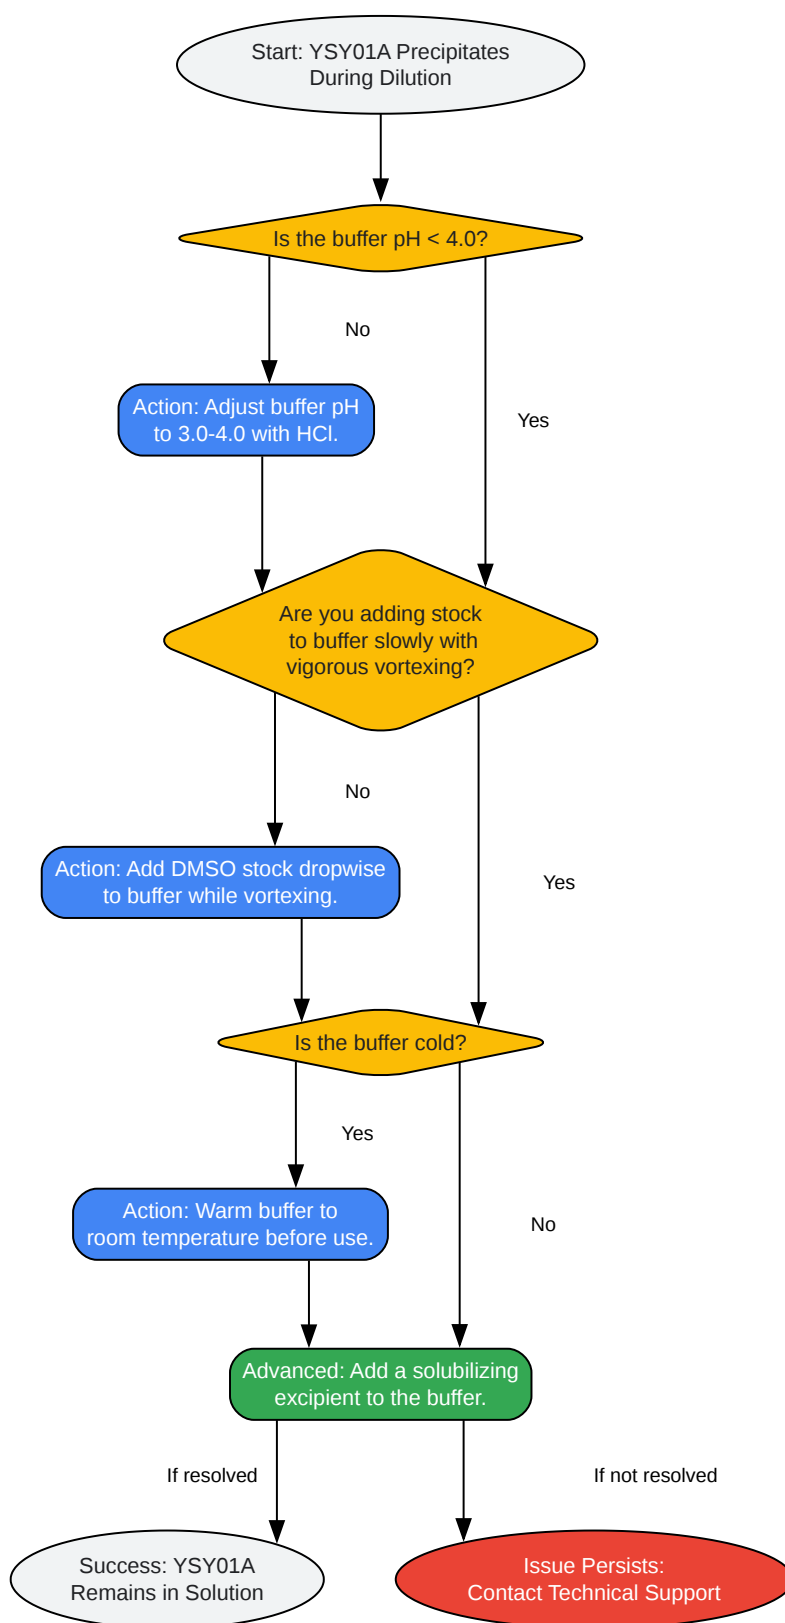 Start: YSY01A Precipitates
During Dilution
Is the buffer pH < 4.0?
No
Action: Adjust buffer pH
to 3.0-4.0 with HCl.
Yes
Are you adding stock
to buffer slowly with
vigorous vortexing?
No
Action: Add DMSO stock dropwise
to buffer while vortexing.
Yes
Is the buffer cold?
Yes
Action: Warm buffer to
room temperature before use.
No
Advanced: Add a solubilizing
excipient to the buffer.
If resolved
If not resolved
Success: YSY01A
Remains in Solution
Issue Persists:
Contact Technical Support